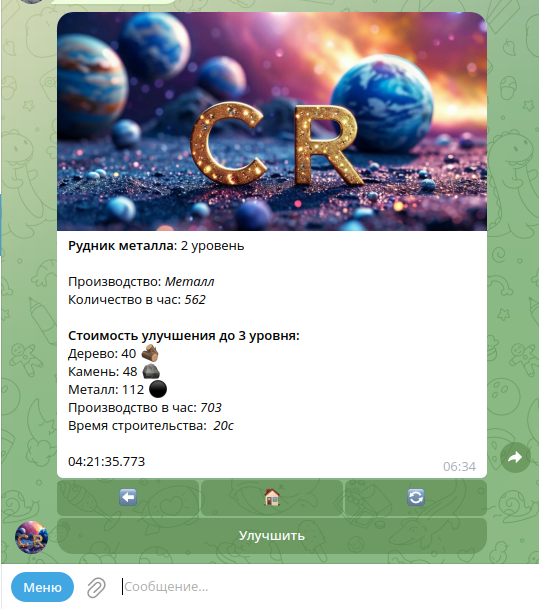 CR
Рудник металла: 2 уровень
Производство: Металл
Количество в час: 562
Стоимость улучшения до 3 уровня:
Дерево: 40
Камень: 48
Металл: 112
Производство в час: 703
Время строительства: 20с
04:21:35.773
06:34
Улучшить
CR
Меню
Сообщение...